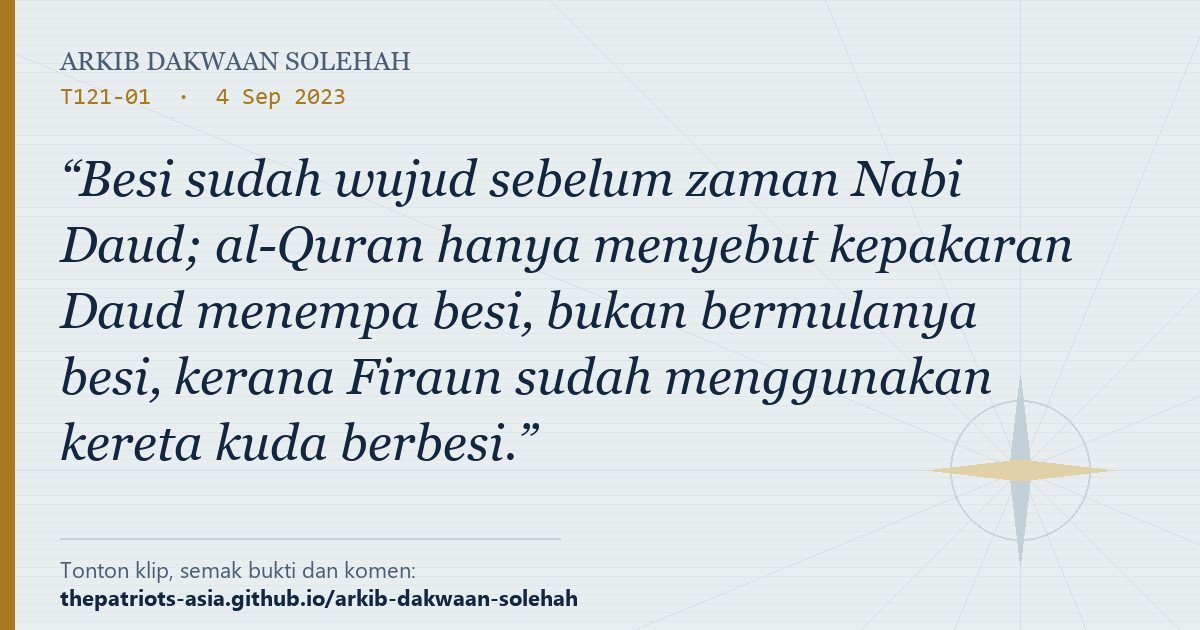 ARKIB DAKWAAN SOLEHAH
T121-01 · 4 Sep 2023
“Besi sudah wujud sebelum zaman Nabi
Daud; al-Quran hanya menyebut kepakaran
Daud menempa besi, bukan bermulanya
besi, kerana Firaun sudah menggunakan
kereta kuda berbesi.”
Tonton klip, semak bukti dan komen:
thepatriots-asia.github.io/arkib-dakwaan-solehah